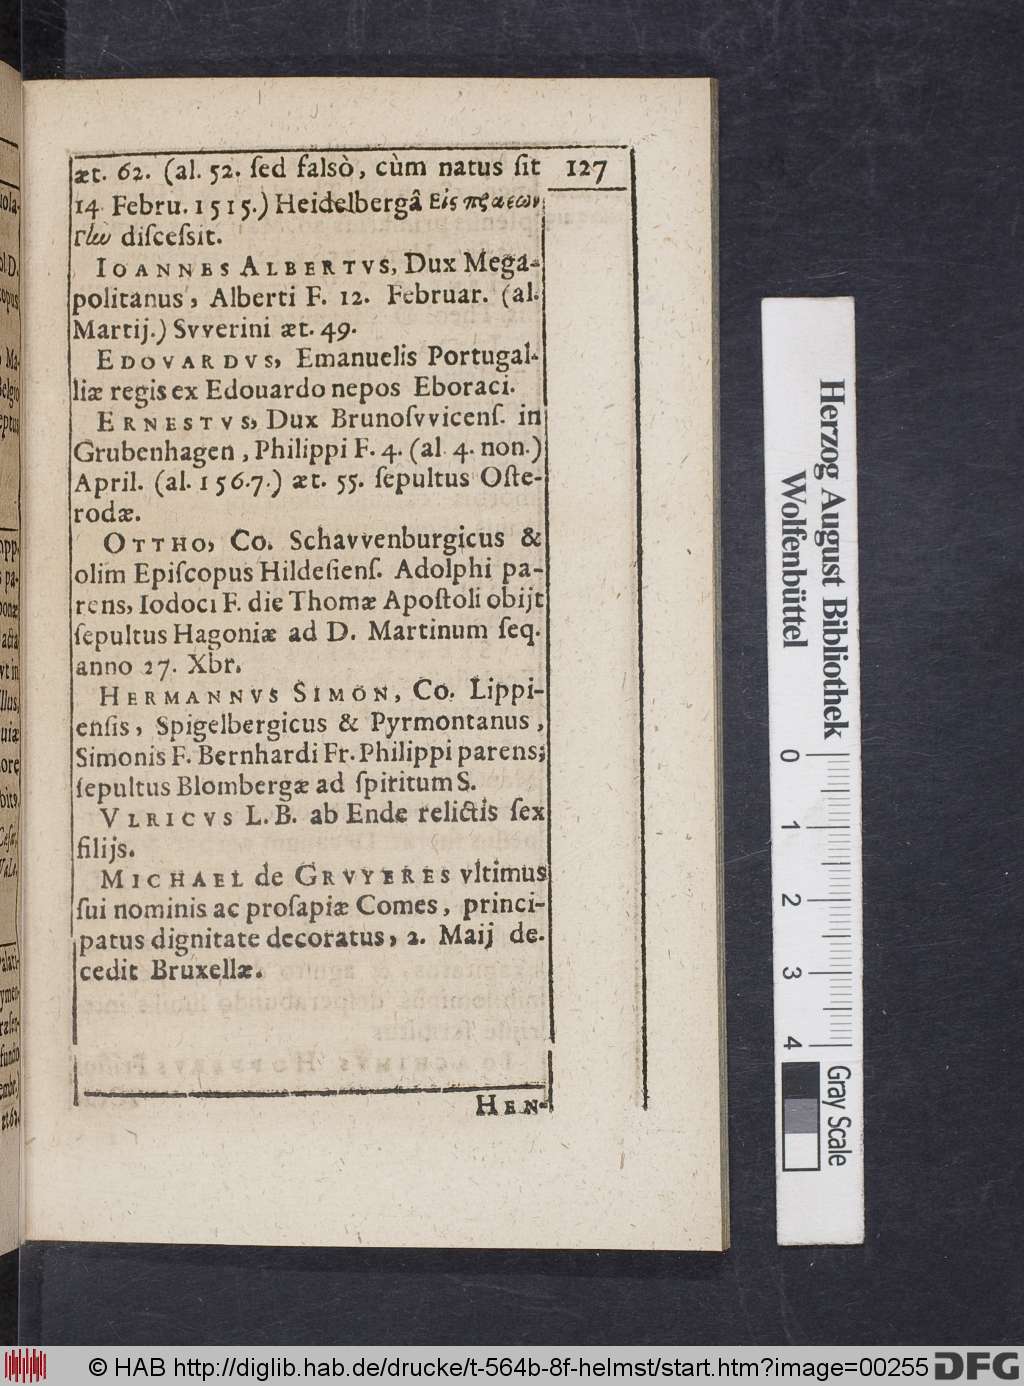 æt. 62. (al. 52. ſed falsò, cùm natus ſit
127
14 Febru. 1515.) Heidelbergâ Εἰς
diſceſsit.
IOANNES ALBERTVS, Dux Mega-
politanus, Alberti F. 12. Februar. (al.
Martij.) Svverini æt. 49.
EDOVARDVS, Emanuelis Portugal-
liæ regis ex Edouardo nepos Eboraci.
ERNESTVS, Dux Brunoſvvicenſ. in
Grubenhagen, Philippi F. 4. (al. 4. non.)
April. (al. 1567.) æt. 55. ſepultus Oſte-
rodæ.
OTTHO, Co. Schavvenburgicus &
olim Epiſcopus Hildeſienſ. Adolphi pa-
rens, Iodoci F. die Thomæ Apoſtoli obijt
ſepultus Hagoniæ ad D. Martinum ſeq.
anno 27. Xbr.
HERMANNVS SIMON, Co. Lippi-
enſis, Spigelbergicus & Pyrmontanus,
Simonis F. Bernhardi Fr. Philippi parens;
ſepultus Blombergæ ad ſpiritum S.
VLRICVS L. B. ab Ende relictis ſex
filijs.
MICHAEL de GRVYERES vltimus
ſui nominis ac proſapiæ Comes, princi-
patus dignitate decoratus, 2. Maij de-
cedit Bruxellæ.
HEN-
Herzog August Bibliothek
Wolfenbüttel
0 1 2 3 4
Gray Scale
© HAB http://diglib.hab.de/drucke/t-564b-8f-helmst/start.htm?image=00255
DFG